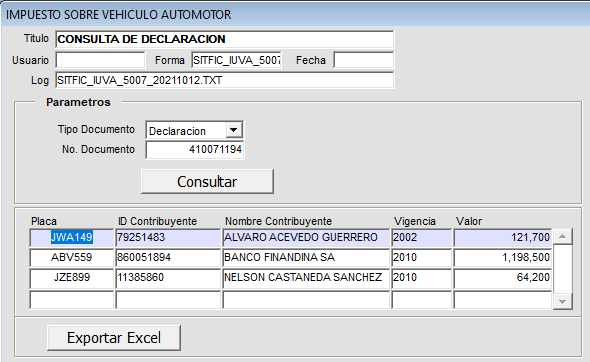 IMPUESTO SOBRE VEHICULO AUTOMOTOR
Titulo CONSULTA DE DECLARACION
Usuario Forma SITFIC_IUVA_5007 Fecha
Log SITFIC_IUVA_5007_20211012.TXT
Parametros
Tipo Documento Declaracion
No. Documento 410071194
Consultar
Placa ID Contribuyente Nombre Contribuyente Vigencia Valor
JWA149 79251483 ALVARO ACEVEDO GUERRERO 2002 121,700
ABV559 860051894 BANCO FINANDINA SA 2010 1,198,500
JZE899 11385860 NELSON CASTANEDA SANCHEZ 2010 64,200
Exportar Excel